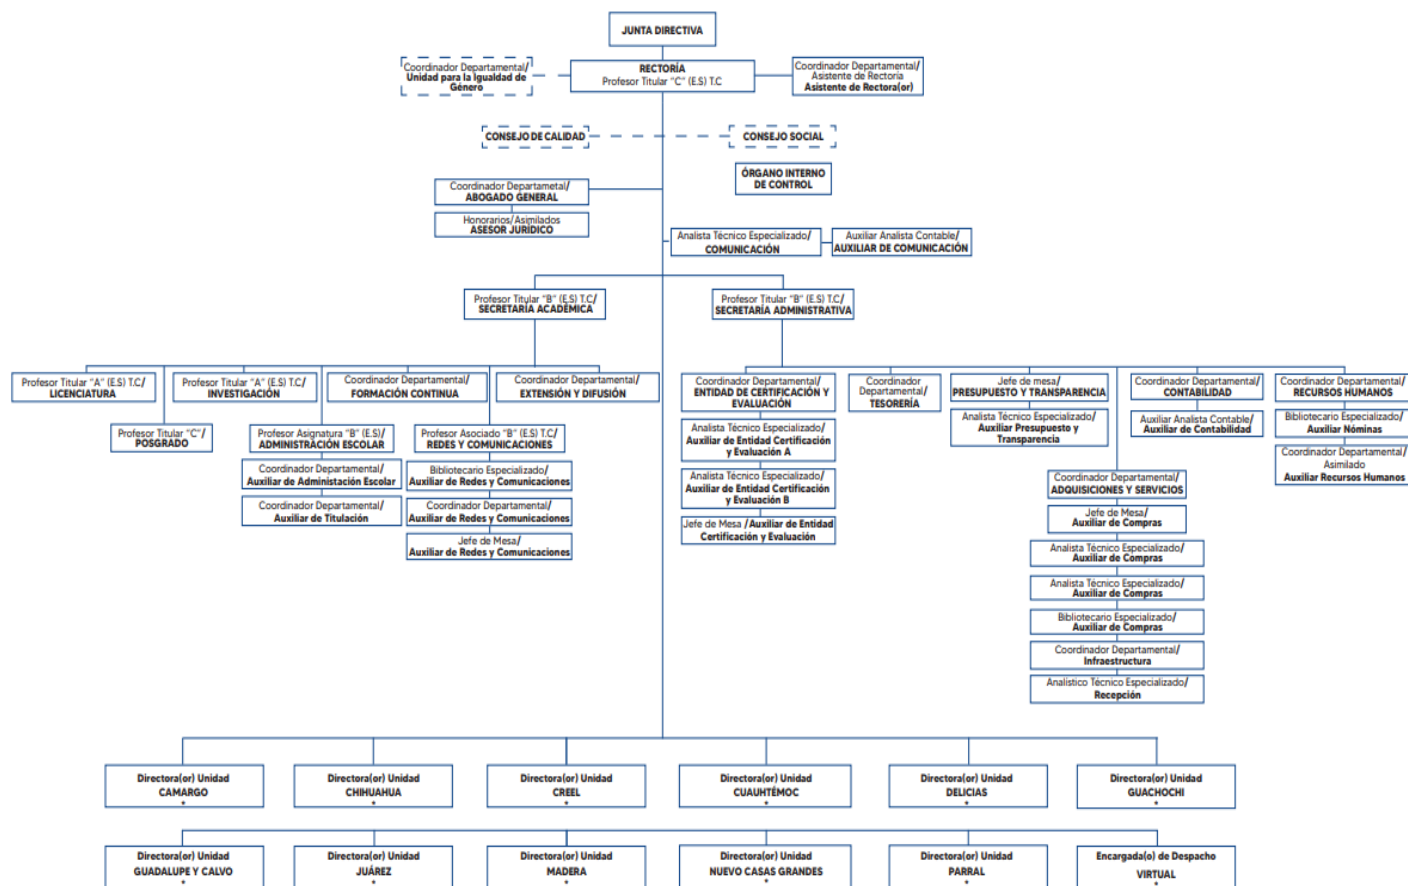 JUNTA DIRECTIVA
Coordinador Departamental/
Unidad para la Igualdad de
Género
RECTORÍA
Profesor Titular "C" (E.S) T.C
Coordinador Departamental/
Asistente de Rectoría
Asistente de Rectora(or)
CONSEJO DE CALIDAD
CONSEJO SOCIAL
ÓRGANO INTERNO
DE CONTROL
Coordinador Departametal/
ABOGADO GENERAL
Honorarios/Asimilados
ASESOR JURÍDICO
Analista Técnico Especializado/
COMUNICACIÓN
Auxiliar Analista Contable/
AUXILIAR DE COMUNICACIÓN
Profesor Titular "B" (E.S) T.C/
SECRETARÍA ACADÉMICA
Profesor Titular "B" (E.S) T.C/
SECRETARÍA ADMINISTRATIVA
Profesor Titular "A" (E.S) T.C/
LICENCIATURA
Profesor Titular "A" (E.S) T.C/
INVESTIGACIÓN
Coordinador Departamental/
FORMACIÓN CONTINUA
Coordinador Departamental/
EXTENSIÓN Y DIFUSIÓN
Profesor Titular "C"/
POSGRADO
Profesor Asignatura "B" (E.S)/
ADMINISTRACIÓN ESCOLAR
Coordinador Departamental/
Auxiliar de Administación Escolar
Coordinador Departamental/
Auxiliar de Titulación
Profesor Asociado "B" (E.S) T.C/
REDES Y COMUNICACIONES
Bibliotecario Especializado/
Auxiliar de Redes y Comunicaciones
Coordinador Departamental/
Auxiliar de Redes y Comunicaciones
Jefe de Mesa/
Auxiliar de Redes y Comunicaciones
Coordinador Departamental/
ENTIDAD DE CERTIFICACIÓN Y
EVALUACIÓN
Analista Técnico Especializado/
Auxiliar de Entidad Certificación
y Evaluación A
Analista Técnico Especializado/
Auxiliar de Entidad Certificación
y Evaluación B
Jefe de Mesa /Auxiliar de Entidad
Certificación y Evaluación
Coordinador
Departamental/
TESORERÍA
Jefe de mesa/
PRESUPUESTO Y TRANSPARENCIA
Analista Técnico Especializado/
Auxiliar Presupuesto y
Transparencia
Coordinador Departamental/
ADQUISICIONES Y SERVICIOS
Jefe de Mesa/
Auxiliar de Compras
Analista Técnico Especializado/
Auxiliar de Compras
Analista Técnico Especializado/
Auxiliar de Compras
Bibliotecario Especializado/
Auxiliar de Compras
Coordinador Departamental/
Infraestructura
Analístico Técnico Especializado/
Recepción
Coordinador Departamental/
CONTABILIDAD
Auxiliar Analista Contable/
Auxiliar de Contabilidad
Coordinador Departamental/
RECURSOS HUMANOS
Bibliotecario Especializado/
Auxiliar Nóminas
Coordinador Departamental/
Asimilado
Auxiliar Recursos Humanos
Directora(or) Unidad
CAMARGO
*
Directora(or) Unidad
CHIHUAHUA
*
Directora(or) Unidad
CREEL
*
Directora(or) Unidad
CUAUHTÉMOC
*
Directora(or) Unidad
DELICIAS
*
Directora(or) Unidad
GUACHOCHI
*
Directora(or) Unidad
GUADALUPE Y CALVO
*
Directora(or) Unidad
JUÁREZ
*
Directora(or) Unidad
MADERA
*
Directora(or) Unidad
NUEVO CASAS GRANDES
*
Directora(or) Unidad
PARRAL
*
Encargada(o) de Despacho
VIRTUAL
*